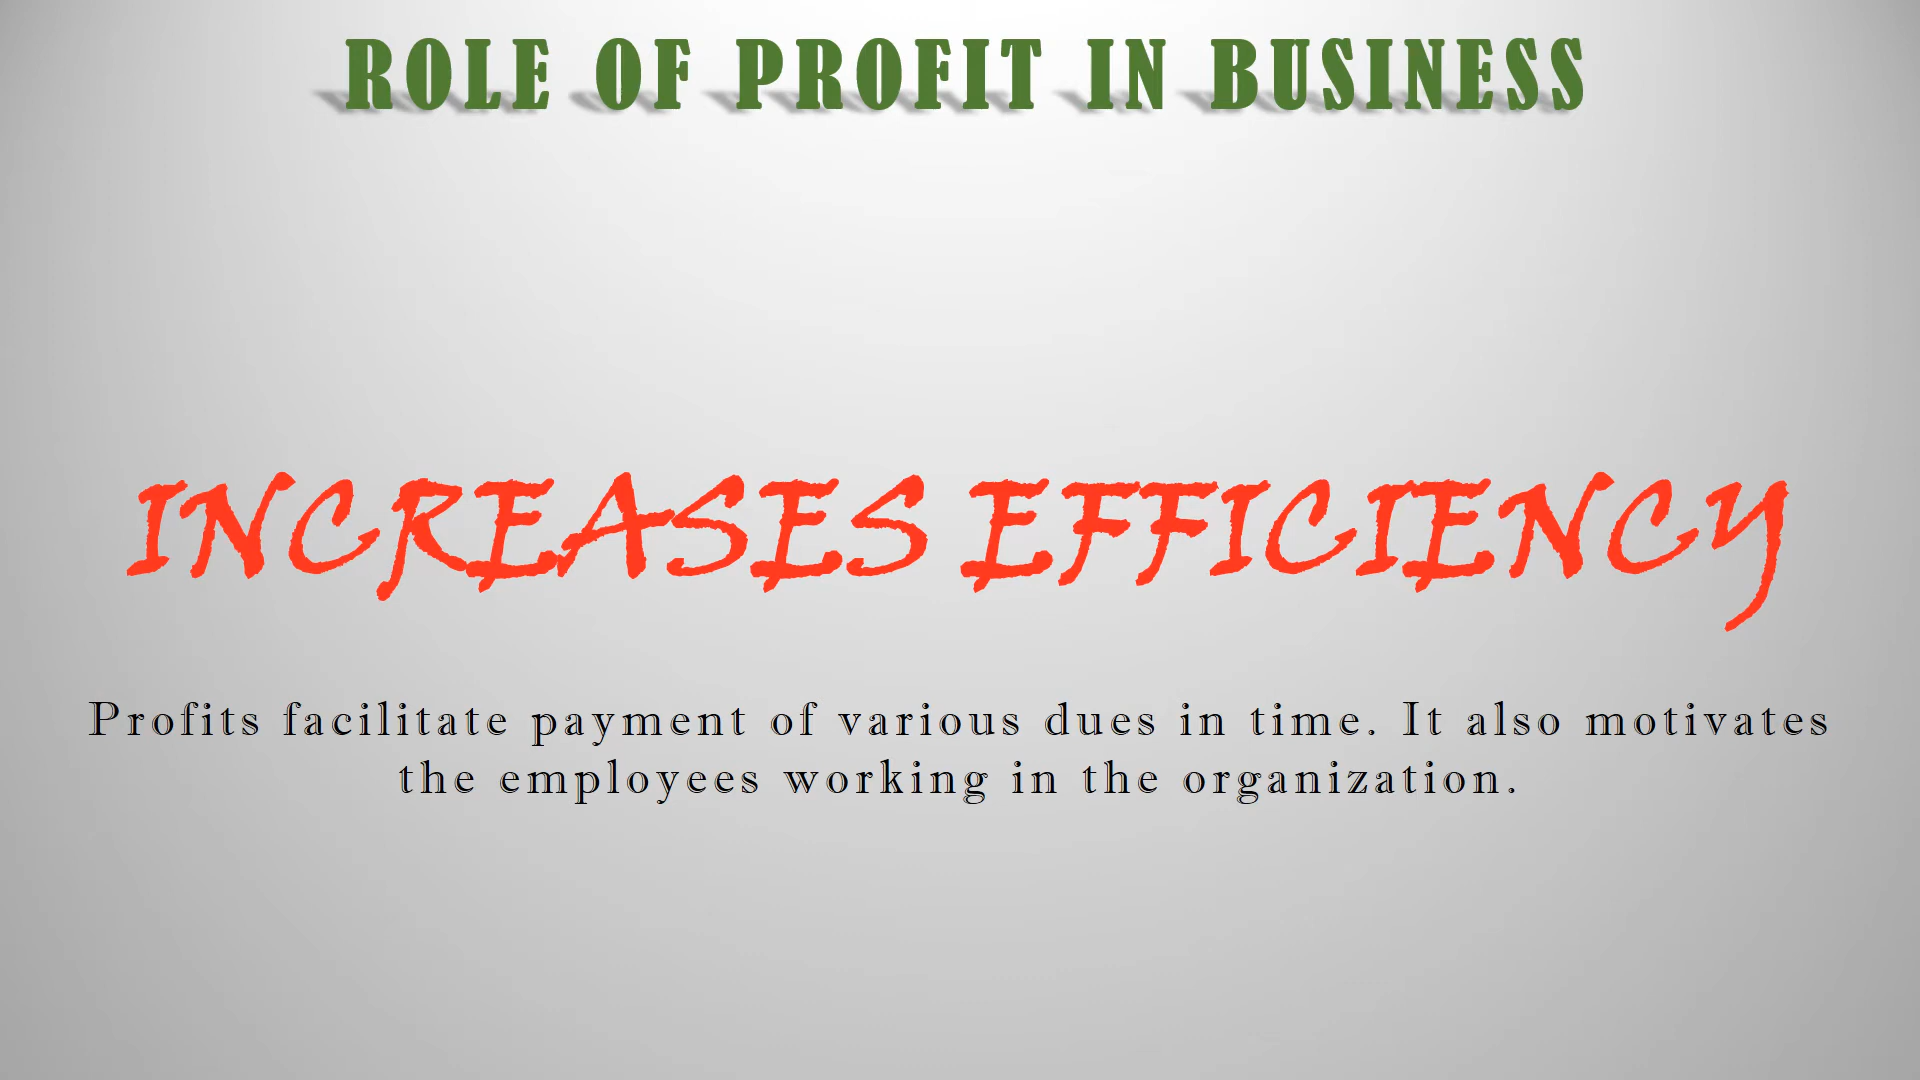 ROLE OF PROFIT IN BUSINESS
INCREASES EFFICIENCY
Profits facilitate payment of various dues in time. It also motivates
the employees working in the organization.